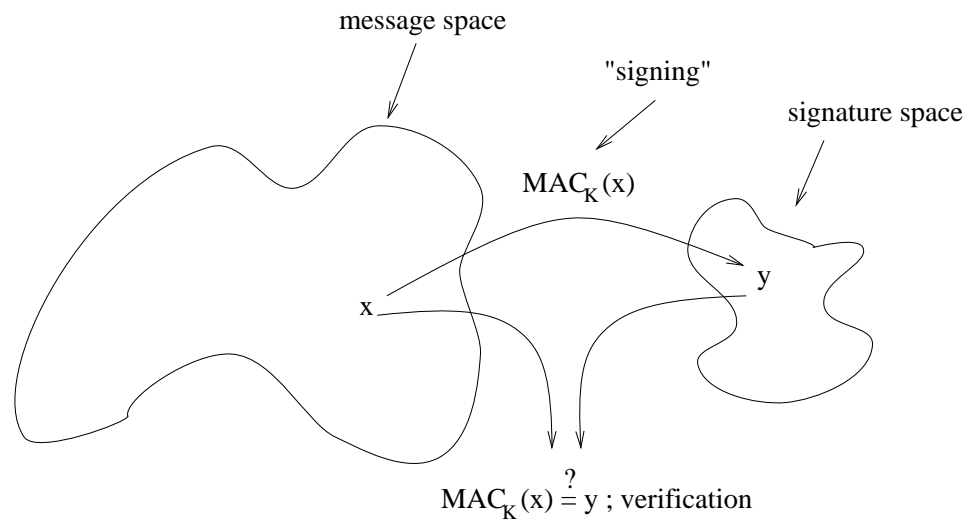 message space
"signing"
signature space
MAC_K(x)
x
y
MAC_K(x) ≟ y ; verification